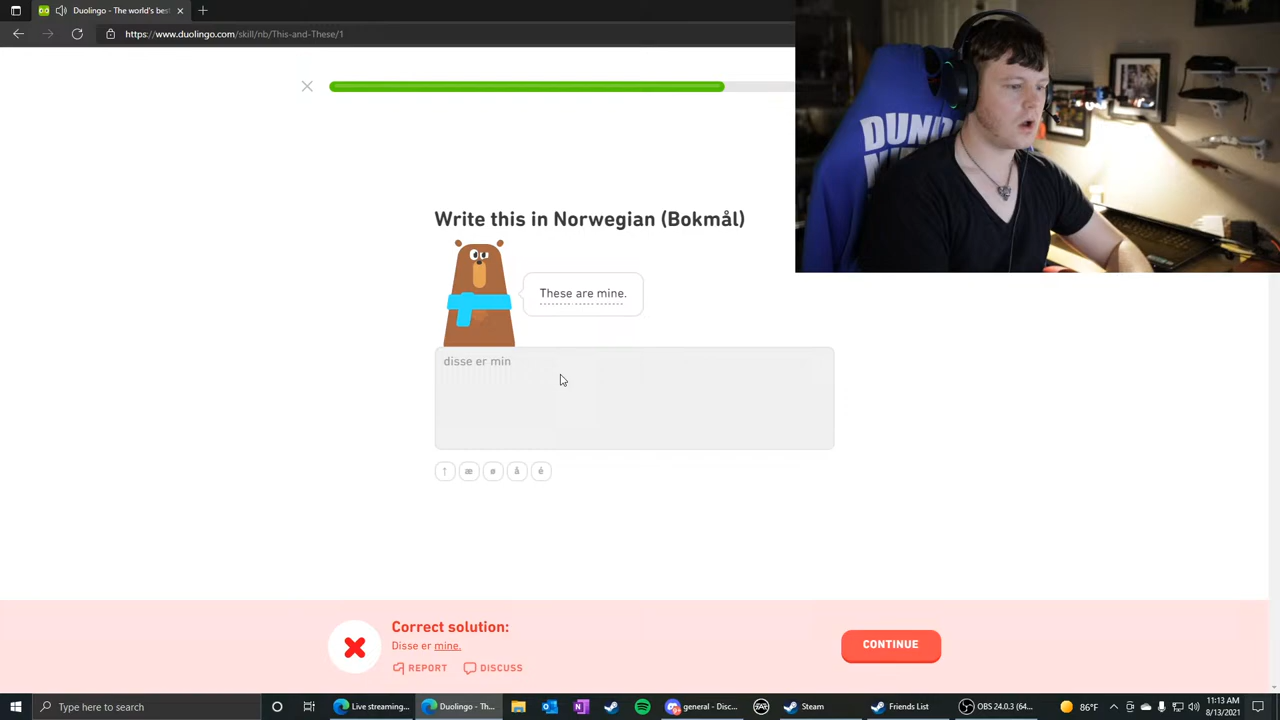 Duolingo - The world's bes
https://www.duolingo.com/skill/nb/This-and-These/1
Write this in Norwegian (Bokmål)
These are mine.
disse er min
↑ æ ø å é
Correct solution:
Disse er mine.
REPORT DISCUSS
CONTINUE
Type here to search
Live streaming...
Duolingo - Th...
general - Disc...
Steam
Friends List
OBS 24.0.3 (64...
86°F
11:13 AM
8/13/2021